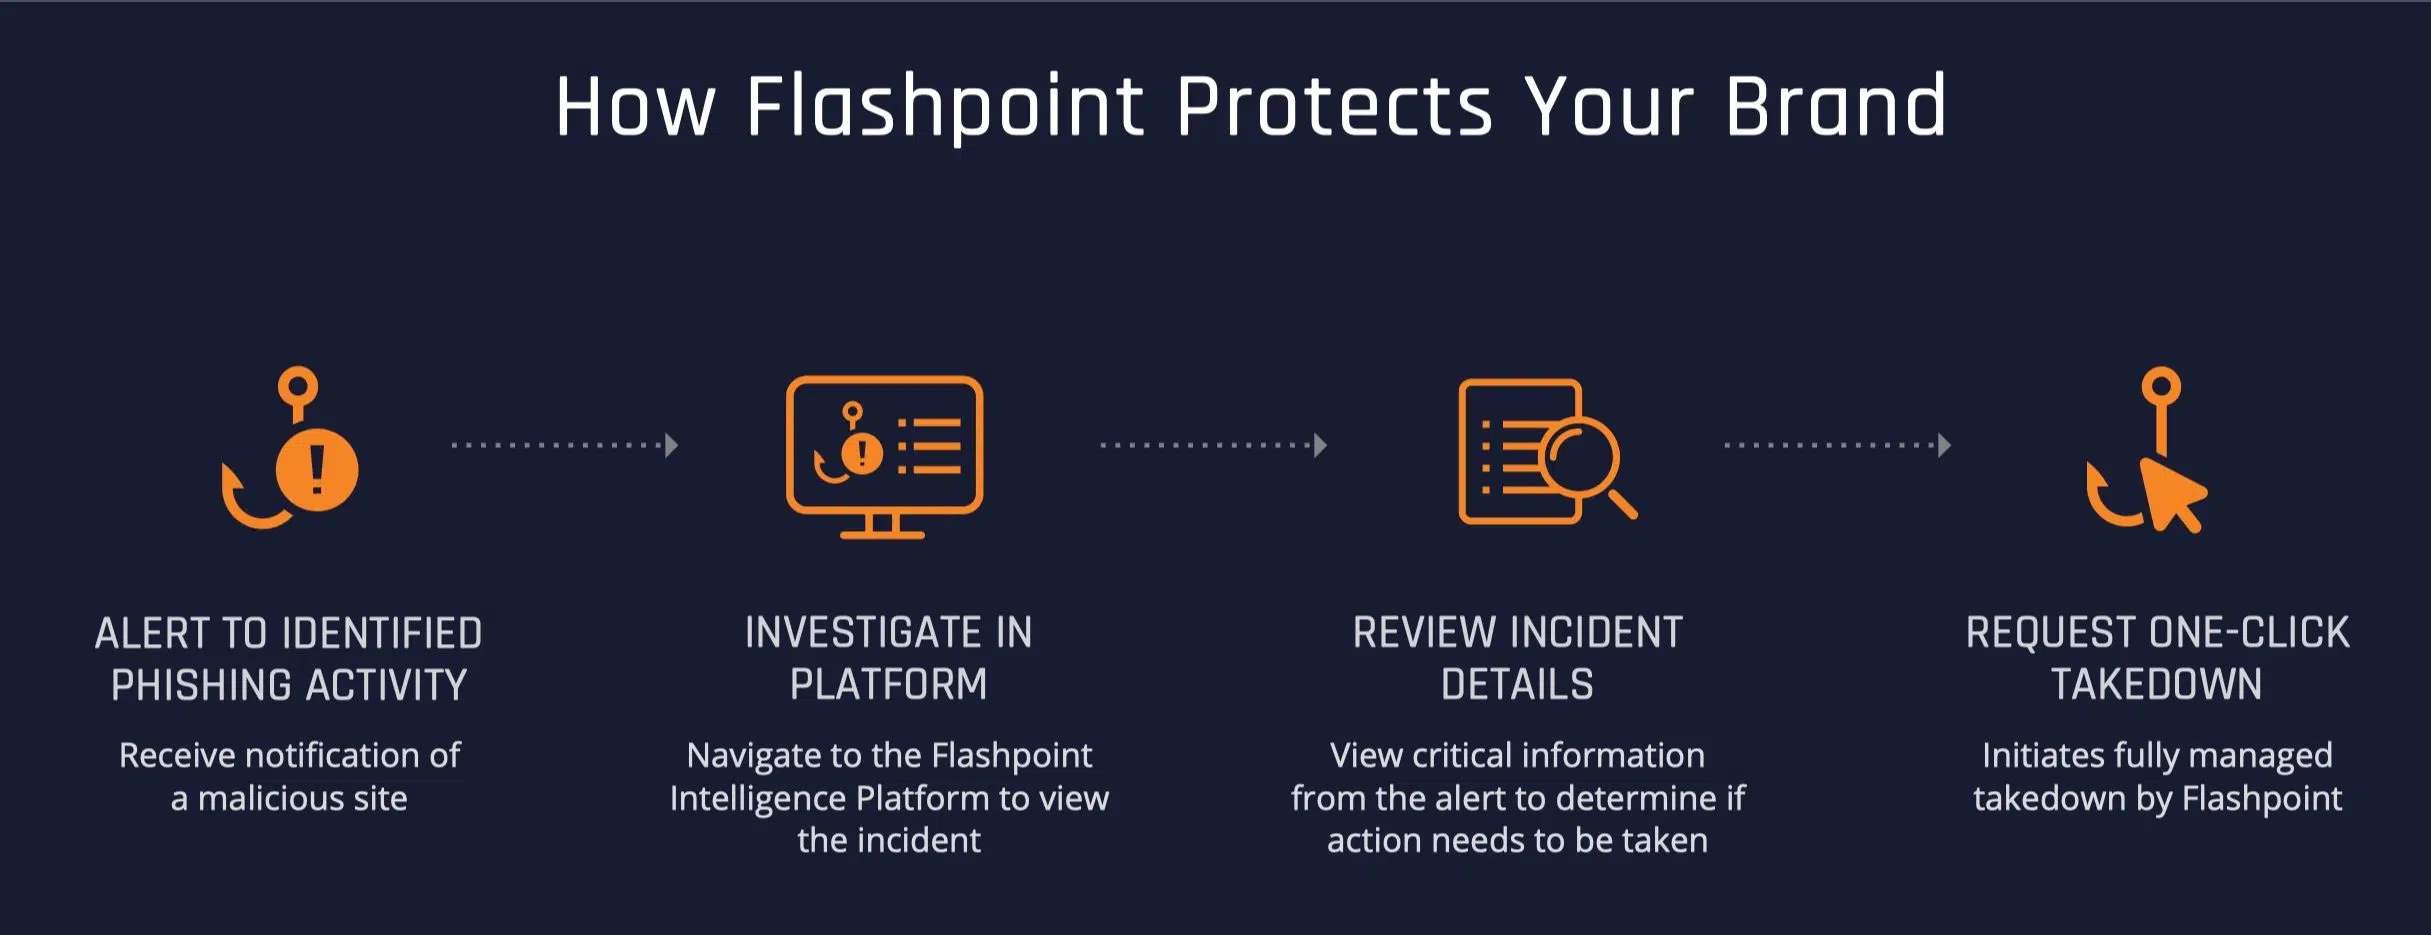 How Flashpoint Protects Your Brand
ALERT TO IDENTIFIED
PHISHING ACTIVITY
Receive notification of
a malicious site
INVESTIGATE IN
PLATFORM
Navigate to the Flashpoint
Intelligence Platform to view
the incident
REVIEW INCIDENT
DETAILS
View critical information
from the alert to determine if
action needs to be taken
REQUEST ONE-CLICK
TAKEDOWN
Initiates fully managed
takedown by Flashpoint